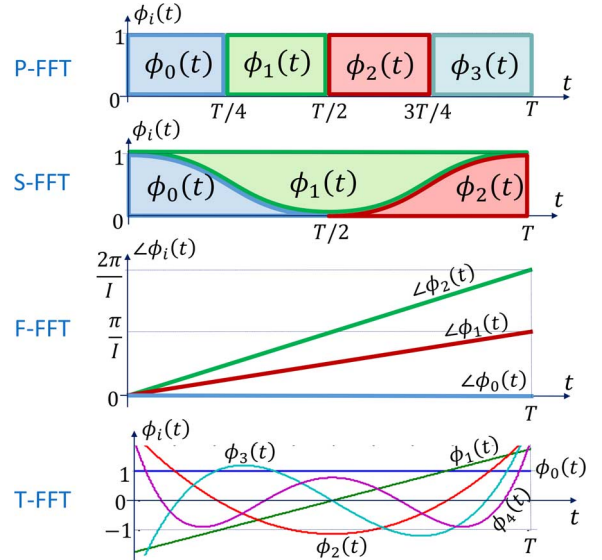 ϕᵢ(t)
P-FFT
1
ϕ₀(t) ϕ₁(t) ϕ₂(t) ϕ₃(t)
0
t
T/4 T/2 3T/4 T
ϕᵢ(t)
S-FFT
1
ϕ₀(t) ϕ₁(t) ϕ₂(t)
0
t
T/2 T
∠ϕᵢ(t)
2π/I
∠ϕ₂(t)
F-FFT
π/I
∠ϕ₁(t)
∠ϕ₀(t)
0
t
T
ϕᵢ(t)
ϕ₃(t) ϕ₁(t)
1
ϕ₀(t)
T-FFT
0
t
ϕ₄(t)
−1
ϕ₂(t)
T